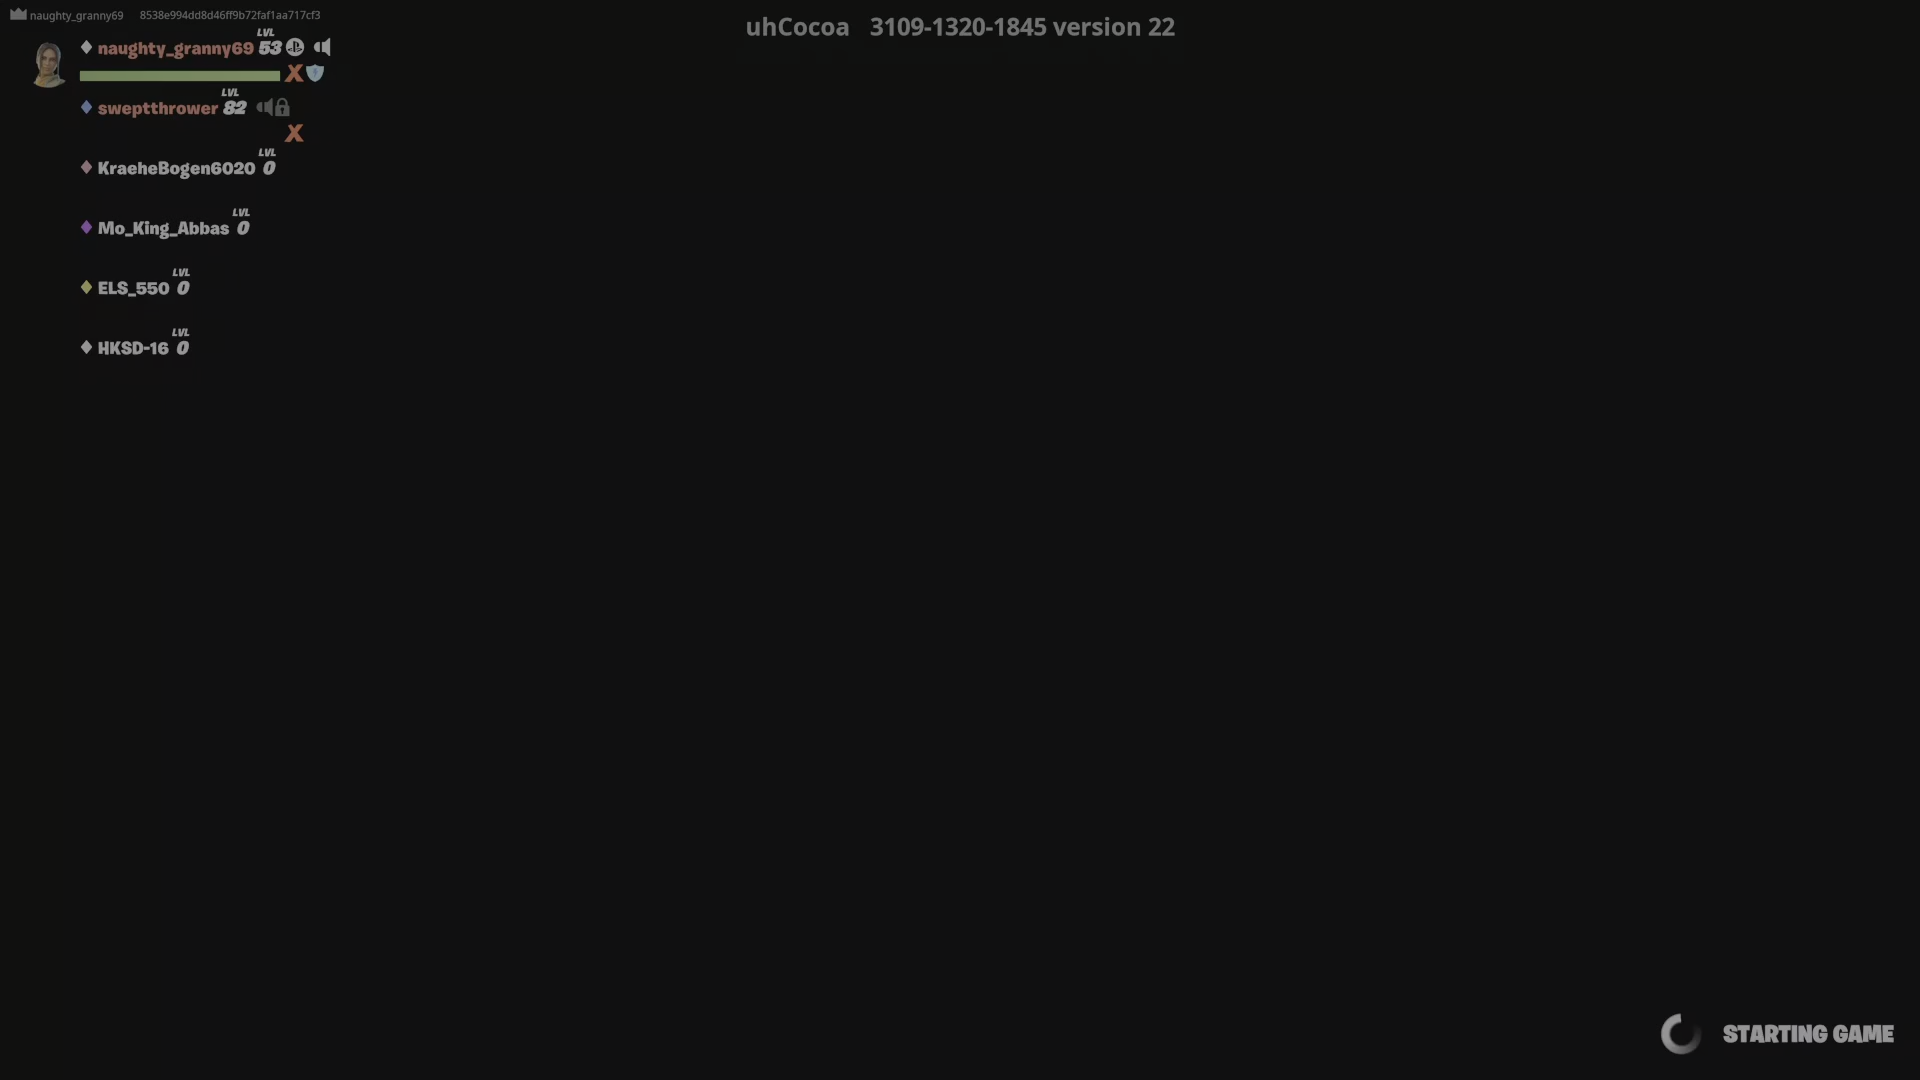 naughty_granny69 8538e994dd8d46ff9b72faf1aa717cf3
uhCocoa 3109-1320-1845 version 22
LVL
naughty_granny69 53
X
LVL
sweptthrower 82
X
LVL
KraeheBogen6020 0
LVL
Mo_King_Abbas 0
LVL
ELS_550 0
LVL
HKSD-16 0
STARTING GAME